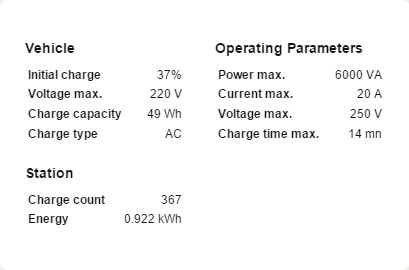 Vehicle
Initial charge 37%
Voltage max. 220 V
Charge capacity 49 Wh
Charge type AC
Station
Charge count 367
Energy 0.922 kWh
Operating Parameters
Power max. 6000 VA
Current max. 20 A
Voltage max. 250 V
Charge time max. 14 mn